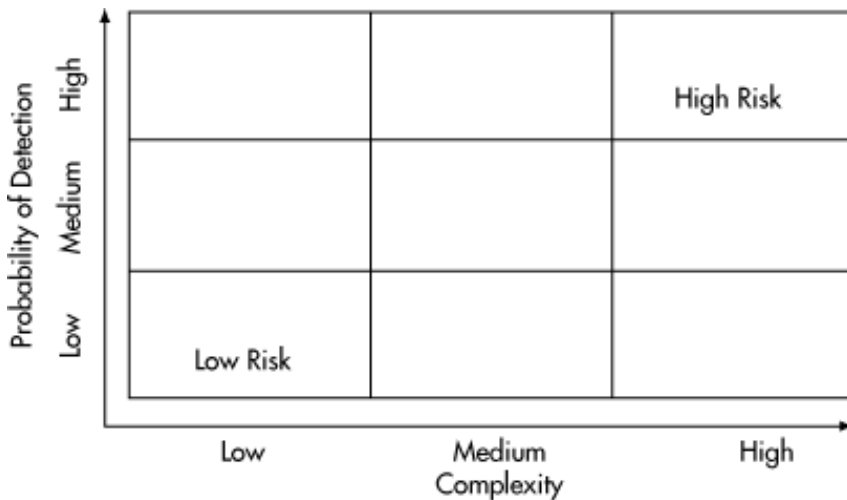 Probability of Detection
High
Medium
Low
High Risk
Low Risk
Low
Medium
High
Complexity